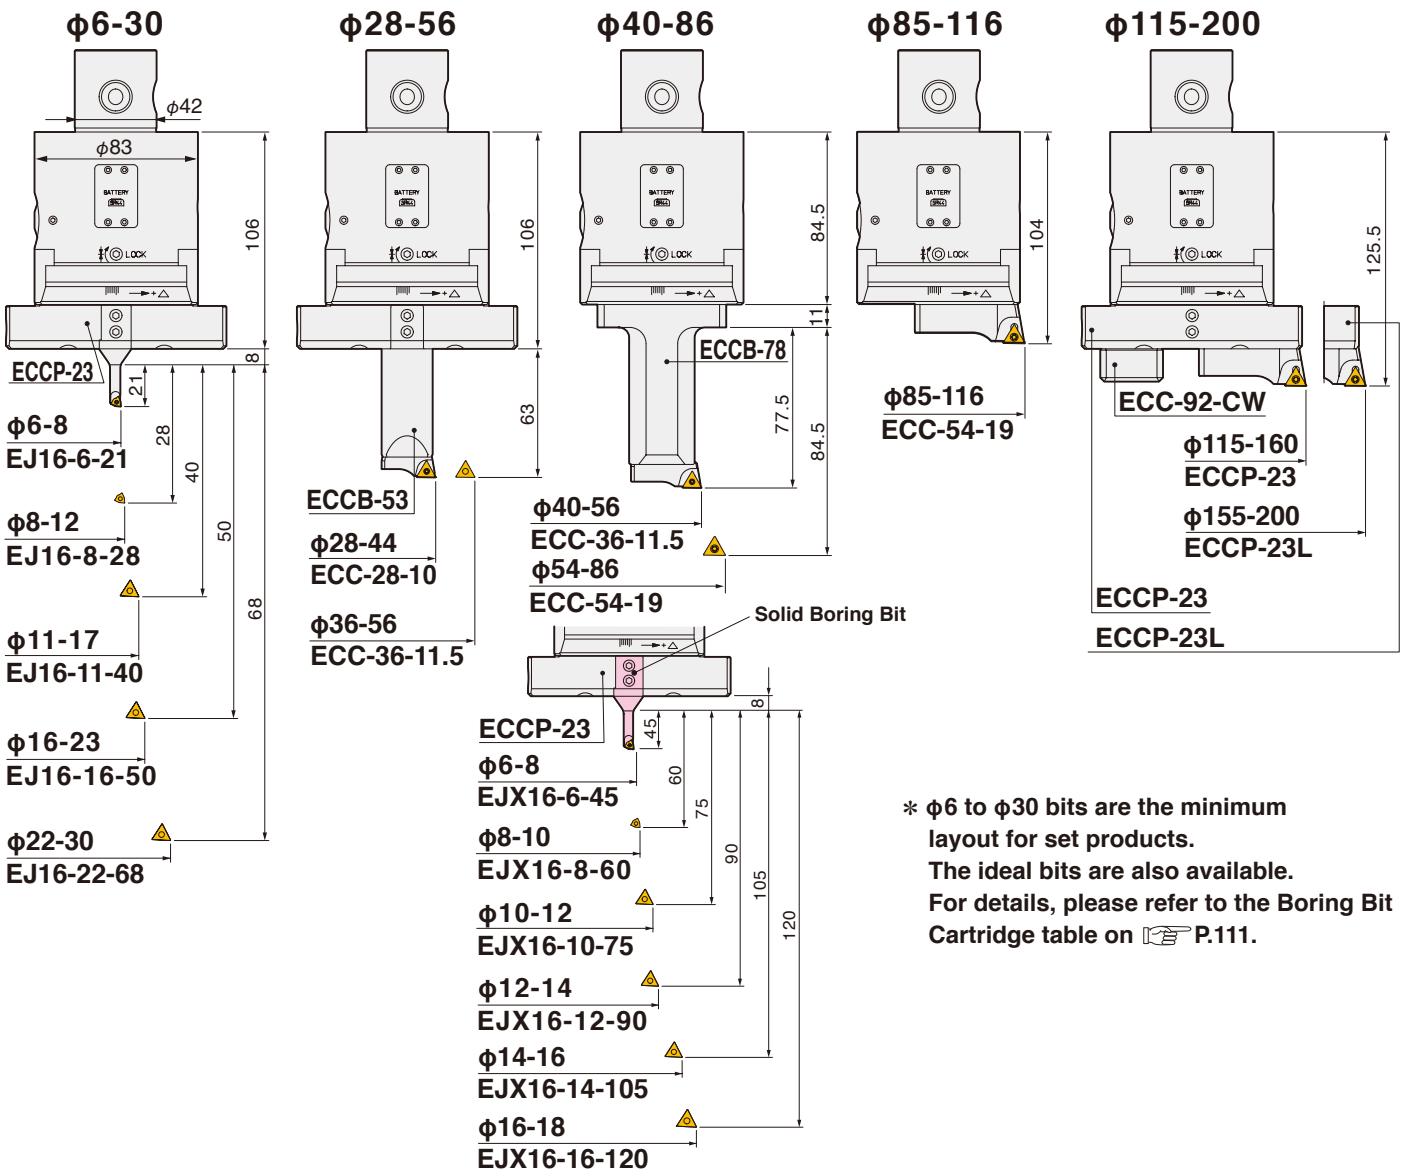 φ6-30
φ42
φ83
BATTERY
LOCK
+
106
8
ECCP-23
21
28
40
50
68
φ6-8
EJ16-6-21
φ8-12
EJ16-8-28
φ11-17
EJ16-11-40
φ16-23
EJ16-16-50
φ22-30
EJ16-22-68
φ28-56
BATTERY
LOCK
+
106
63
ECCB-53
φ28-44
ECC-28-10
φ36-56
ECC-36-11.5
φ40-86
BATTERY
LOCK
+
84.5
11
ECCB-78
77.5
84.5
φ40-56
ECC-36-11.5
φ54-86
ECC-54-19
Solid Boring Bit
+
ECCP-23
8
45
60
75
90
105
120
φ6-8
EJX16-6-45
φ8-10
EJX16-8-60
φ10-12
EJX16-10-75
φ12-14
EJX16-12-90
φ14-16
EJX16-14-105
φ16-18
EJX16-16-120
φ85-116
BATTERY
LOCK
+
104
φ85-116
ECC-54-19
φ115-200
BATTERY
LOCK
+
125.5
ECC-92-CW
φ115-160
ECCP-23
φ155-200
ECCP-23L
ECCP-23
ECCP-23L
* φ6 to φ30 bits are the minimum
layout for set products.
The ideal bits are also available.
For details, please refer to the Boring Bit
Cartridge table on ☞ P.111.